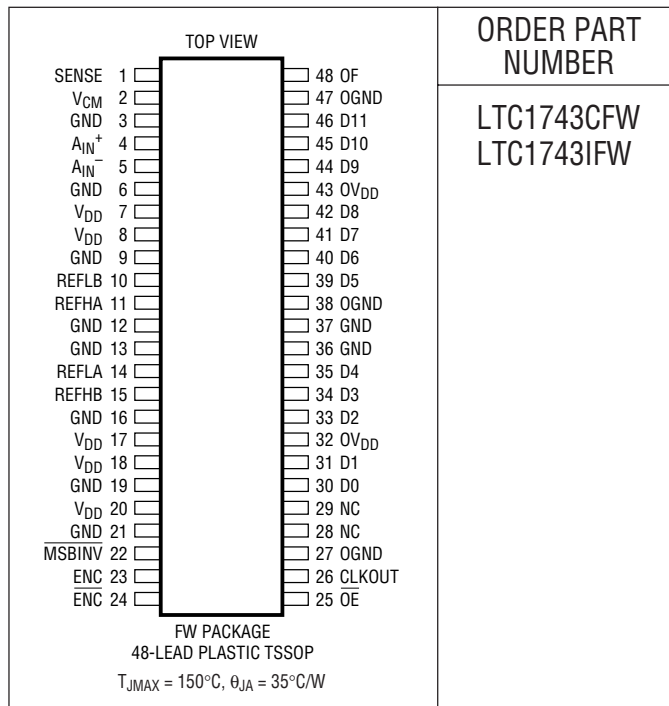 TOP VIEW
SENSE 1
V_CM 2
GND 3
A_IN^+ 4
A_IN^– 5
GND 6
V_DD 7
V_DD 8
GND 9
REFLB 10
REFHA 11
GND 12
GND 13
REFLA 14
REFHB 15
GND 16
V_DD 17
V_DD 18
GND 19
V_DD 20
GND 21
M̅S̅B̅I̅N̅V̅ 22
ENC 23
E̅N̅C̅ 24
48 OF
47 OGND
46 D11
45 D10
44 D9
43 OV_DD
42 D8
41 D7
40 D6
39 D5
38 OGND
37 GND
36 GND
35 D4
34 D3
33 D2
32 OV_DD
31 D1
30 D0
29 NC
28 NC
27 OGND
26 CLKOUT
25 O̅E̅
FW PACKAGE
48-LEAD PLASTIC TSSOP
T_JMAX = 150°C, θ_JA = 35°C/W
ORDER PART
NUMBER
LTC1743CFW
LTC1743IFW